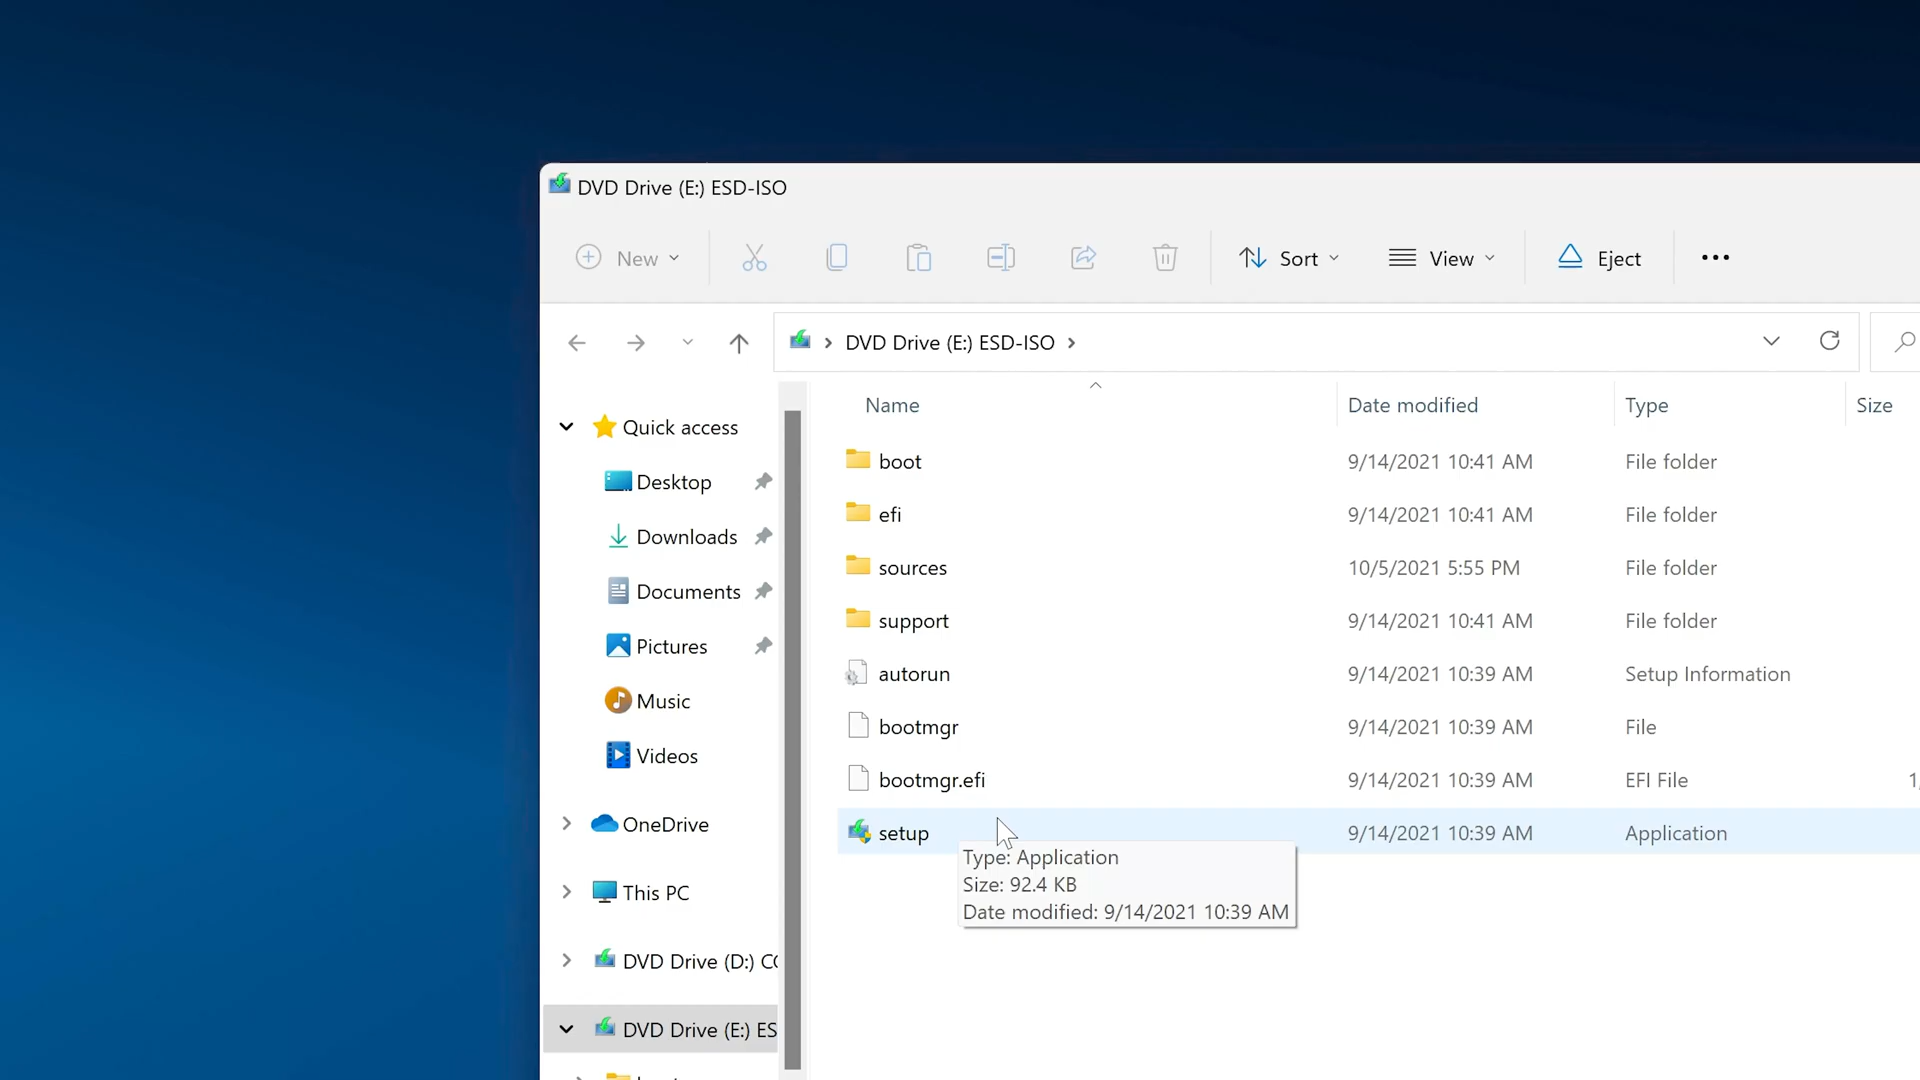 DVD Drive (E:) ESD-ISO
New
Sort
View
Eject
DVD Drive (E:) ESD-ISO
Name Date modified Type Size
Quick access
Desktop
Downloads
Documents
Pictures
Music
Videos
OneDrive
This PC
DVD Drive (D:) CC
DVD Drive (E:) ES
boot 9/14/2021 10:41 AM File folder
efi 9/14/2021 10:41 AM File folder
sources 10/5/2021 5:55 PM File folder
support 9/14/2021 10:41 AM File folder
autorun 9/14/2021 10:39 AM Setup Information
bootmgr 9/14/2021 10:39 AM File
bootmgr.efi 9/14/2021 10:39 AM EFI File 1,
setup 9/14/2021 10:39 AM Application
Type: Application
Size: 92.4 KB
Date modified: 9/14/2021 10:39 AM